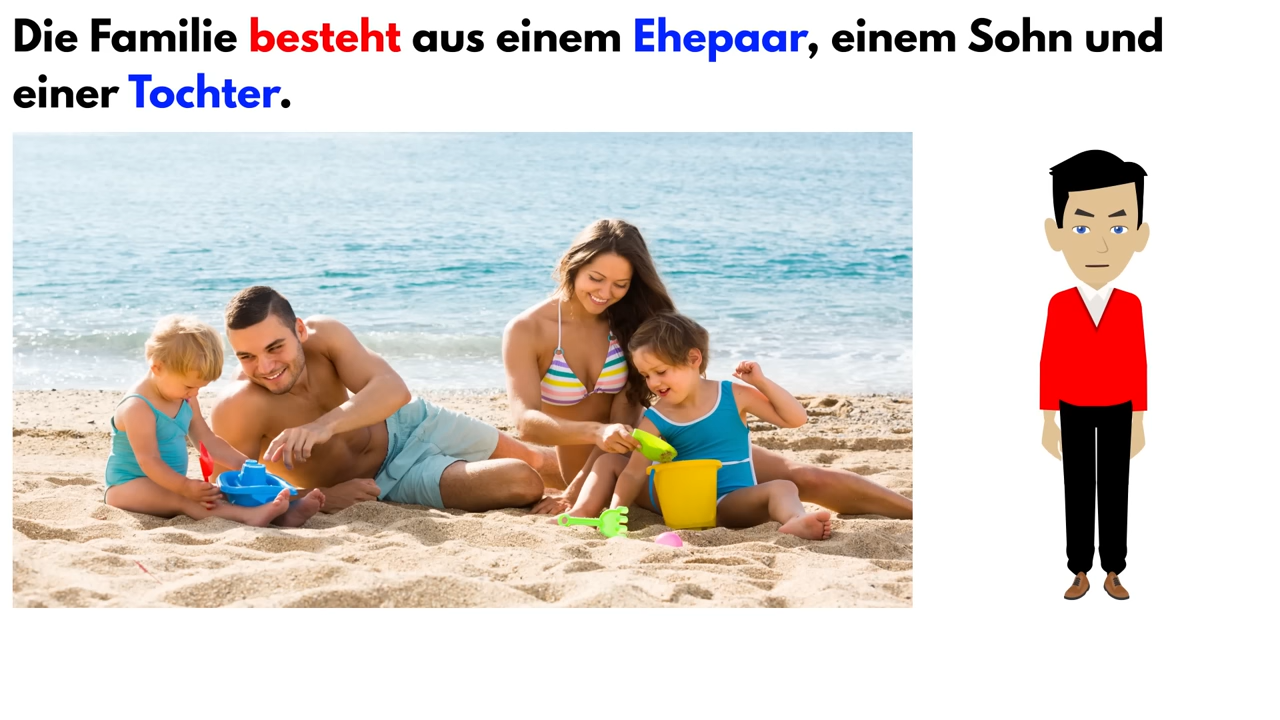 Die Familie besteht aus einem Ehepaar, einem Sohn und
einer Tochter.